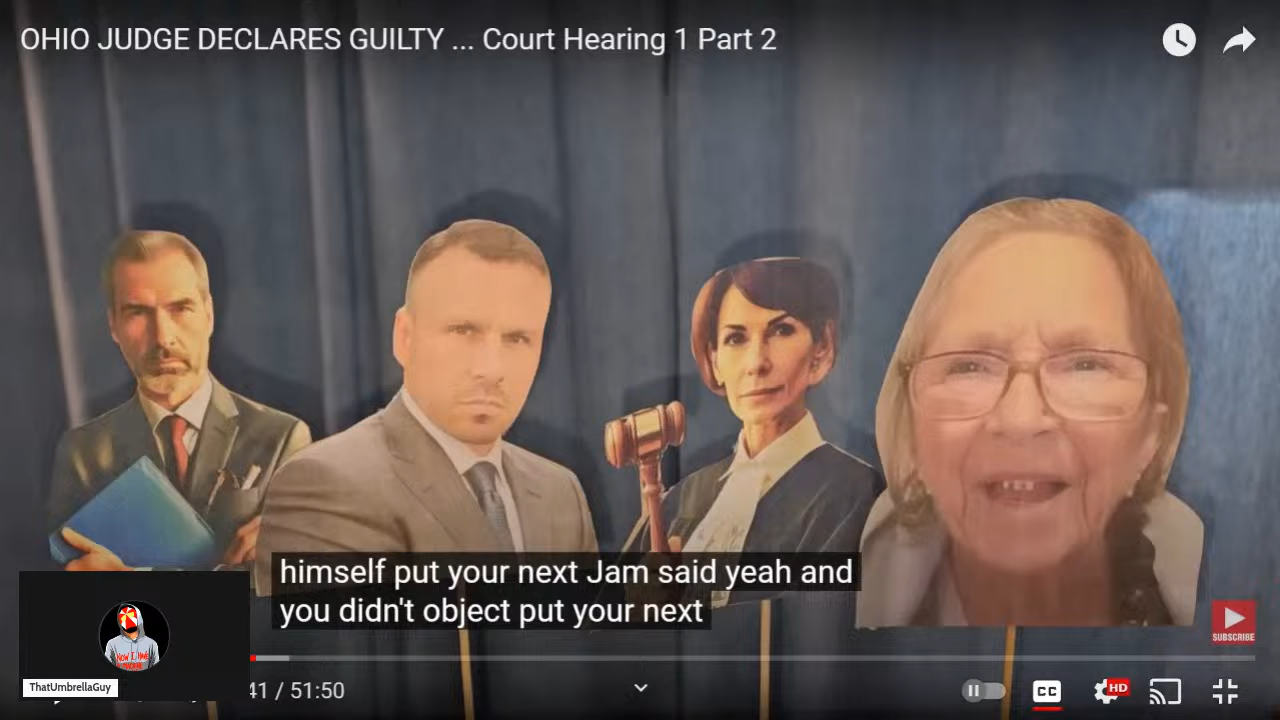 OHIO JUDGE DECLARES GUILTY ... Court Hearing 1 Part 2
himself put your next Jam said yeah and
you didn't object put your next
SUBSCRIBE
ThatUmbrellaGuy
41 / 51:50
CC
HD